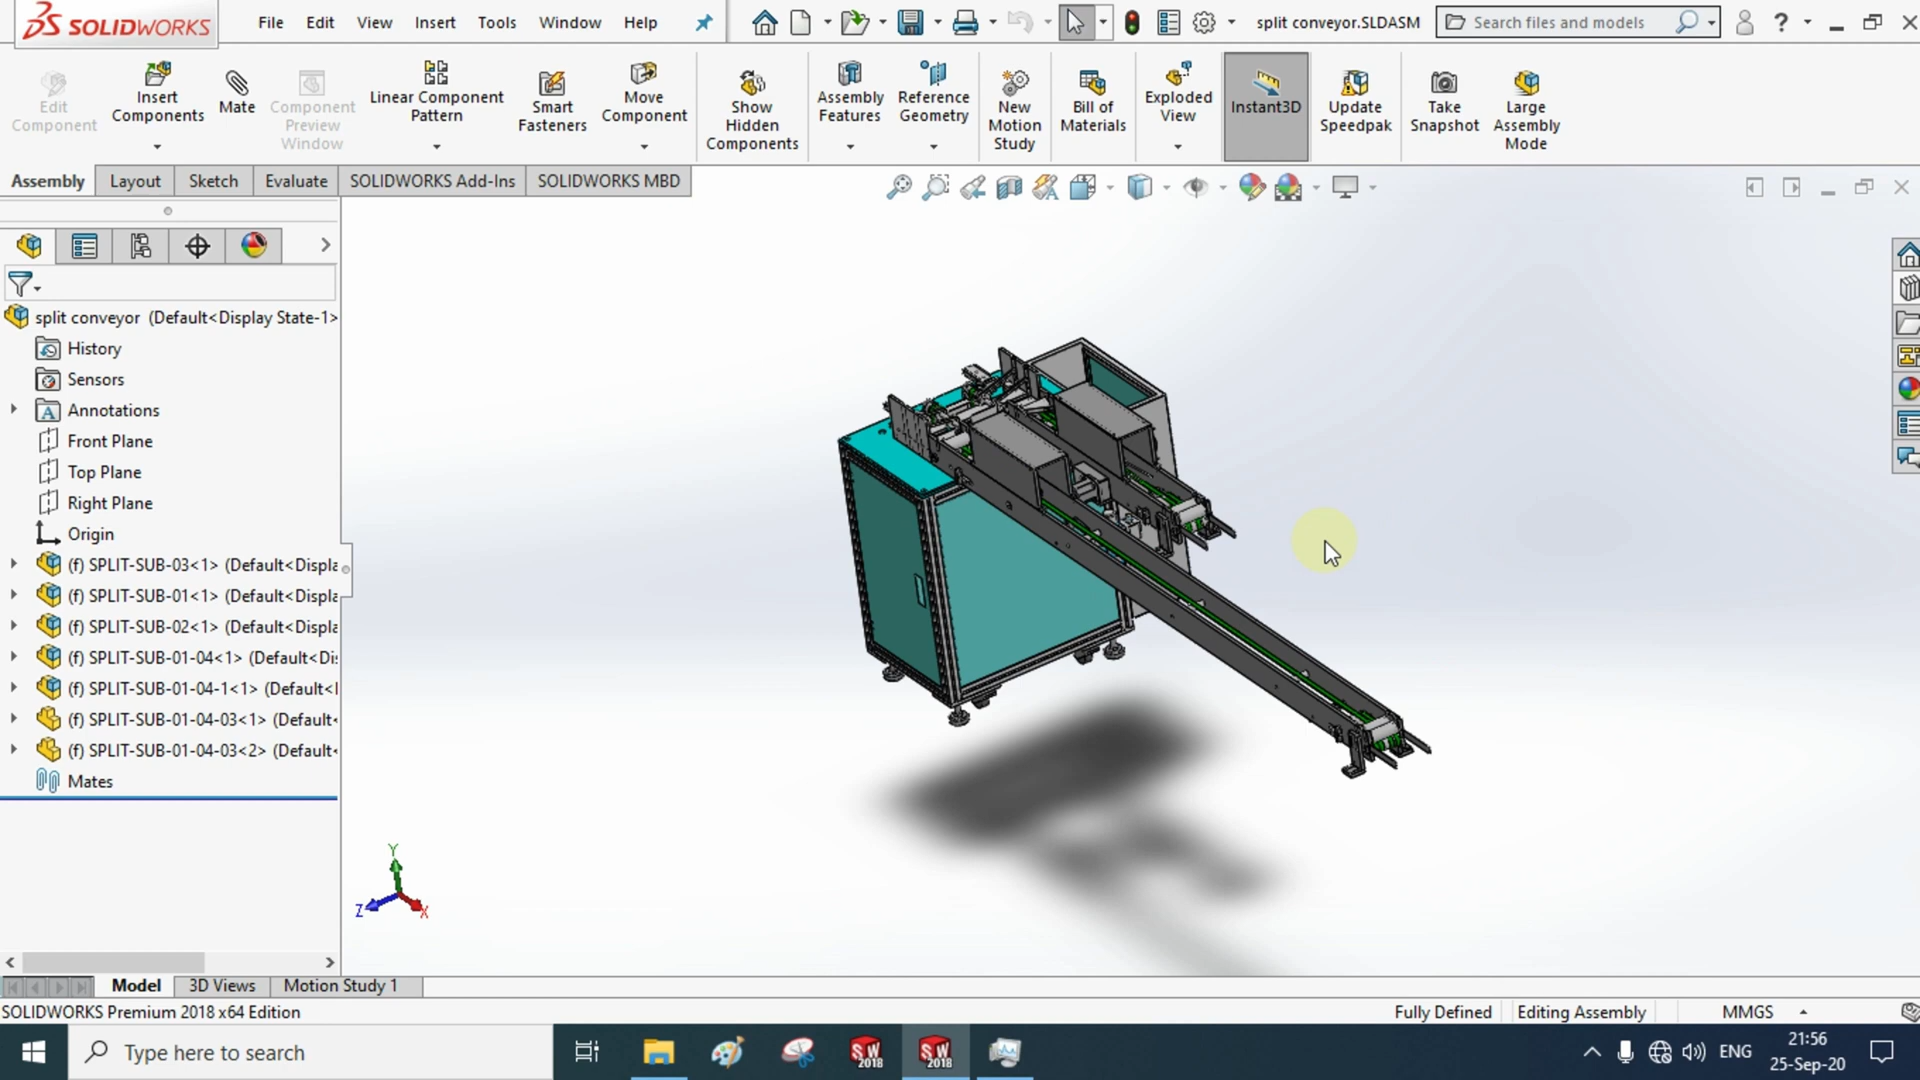 SOLIDWORKS
File Edit View Insert Tools Window Help
split conveyor.SLDASM
Search files and models
Edit Component
Insert Components
Mate
Component Preview Window
Linear Component Pattern
Smart Fasteners
Move Component
Show Hidden Components
Assembly Features
Reference Geometry
New Motion Study
Bill of Materials
Exploded View
Instant3D
Update Speedpak
Take Snapshot
Large Assembly Mode
Assembly Layout Sketch Evaluate SOLIDWORKS Add-Ins SOLIDWORKS MBD
split conveyor (Default<Display State-1>
History
Sensors
A Annotations
Front Plane
Top Plane
Right Plane
Origin
(f) SPLIT-SUB-03<1> (Default<Displa
(f) SPLIT-SUB-01<1> (Default<Displa
(f) SPLIT-SUB-02<1> (Default<Displa
(f) SPLIT-SUB-01-04<1> (Default<Di
(f) SPLIT-SUB-01-04-1<1> (Default<
(f) SPLIT-SUB-01-04-03<1> (Default<
(f) SPLIT-SUB-01-04-03<2> (Default<
Mates
Y
Z
X
Model 3D Views Motion Study 1
SOLIDWORKS Premium 2018 x64 Edition
Fully Defined Editing Assembly MMGS
Type here to search
SW 2018
SW 2018
ENG
21:56
25-Sep-20